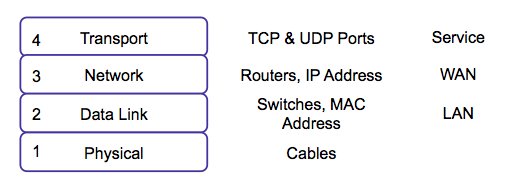 4 Transport TCP & UDP Ports Service
3 Network Routers, IP Address WAN
2 Data Link Switches, MAC Address LAN
1 Physical Cables